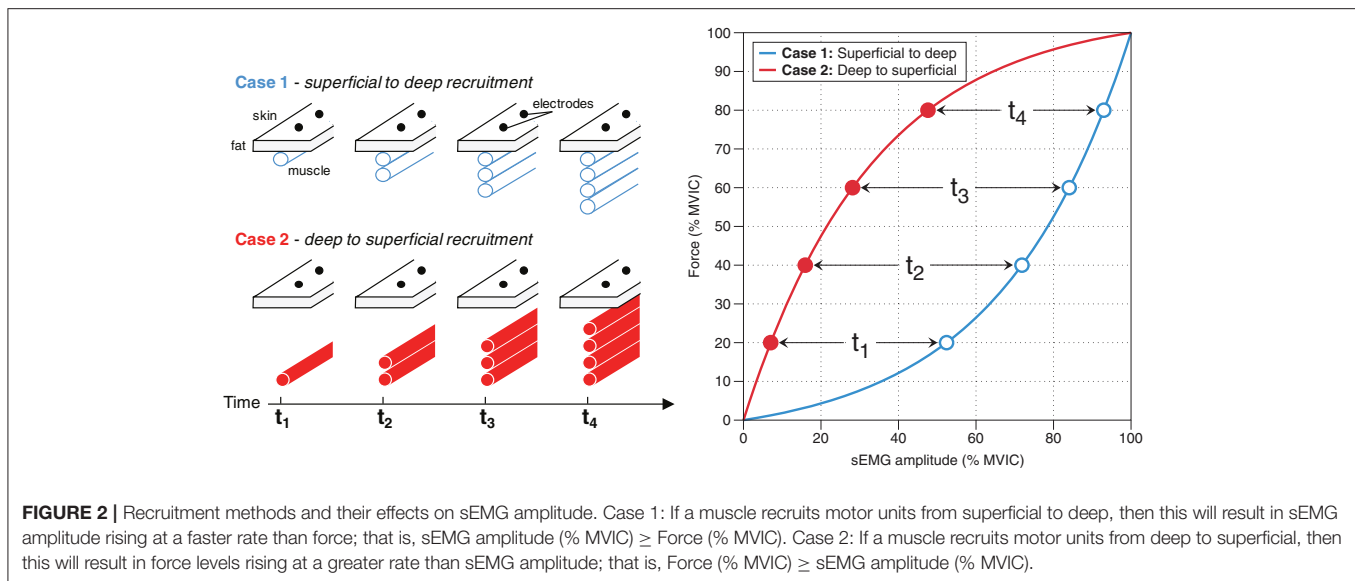 Case 1 - superficial to deep recruitment
skin
electrodes
fat
muscle
Case 2 - deep to superficial recruitment
Time
t1
t2
t3
t4
Case 1: Superficial to deep
Case 2: Deep to superficial
100
90
80
70
60
50
40
30
20
10
0
Force (% MVIC)
t4
t3
t2
t1
0
20
40
60
80
100
sEMG amplitude (% MVIC)
FIGURE 2 | Recruitment methods and their effects on sEMG amplitude. Case 1: If a muscle recruits motor units from superficial to deep, then this will result in sEMG
amplitude rising at a faster rate than force; that is, sEMG amplitude (% MVIC) ≥ Force (% MVIC). Case 2: If a muscle recruits motor units from deep to superficial, then
this will result in force levels rising at a greater rate than sEMG amplitude; that is, Force (% MVIC) ≥ sEMG amplitude (% MVIC).